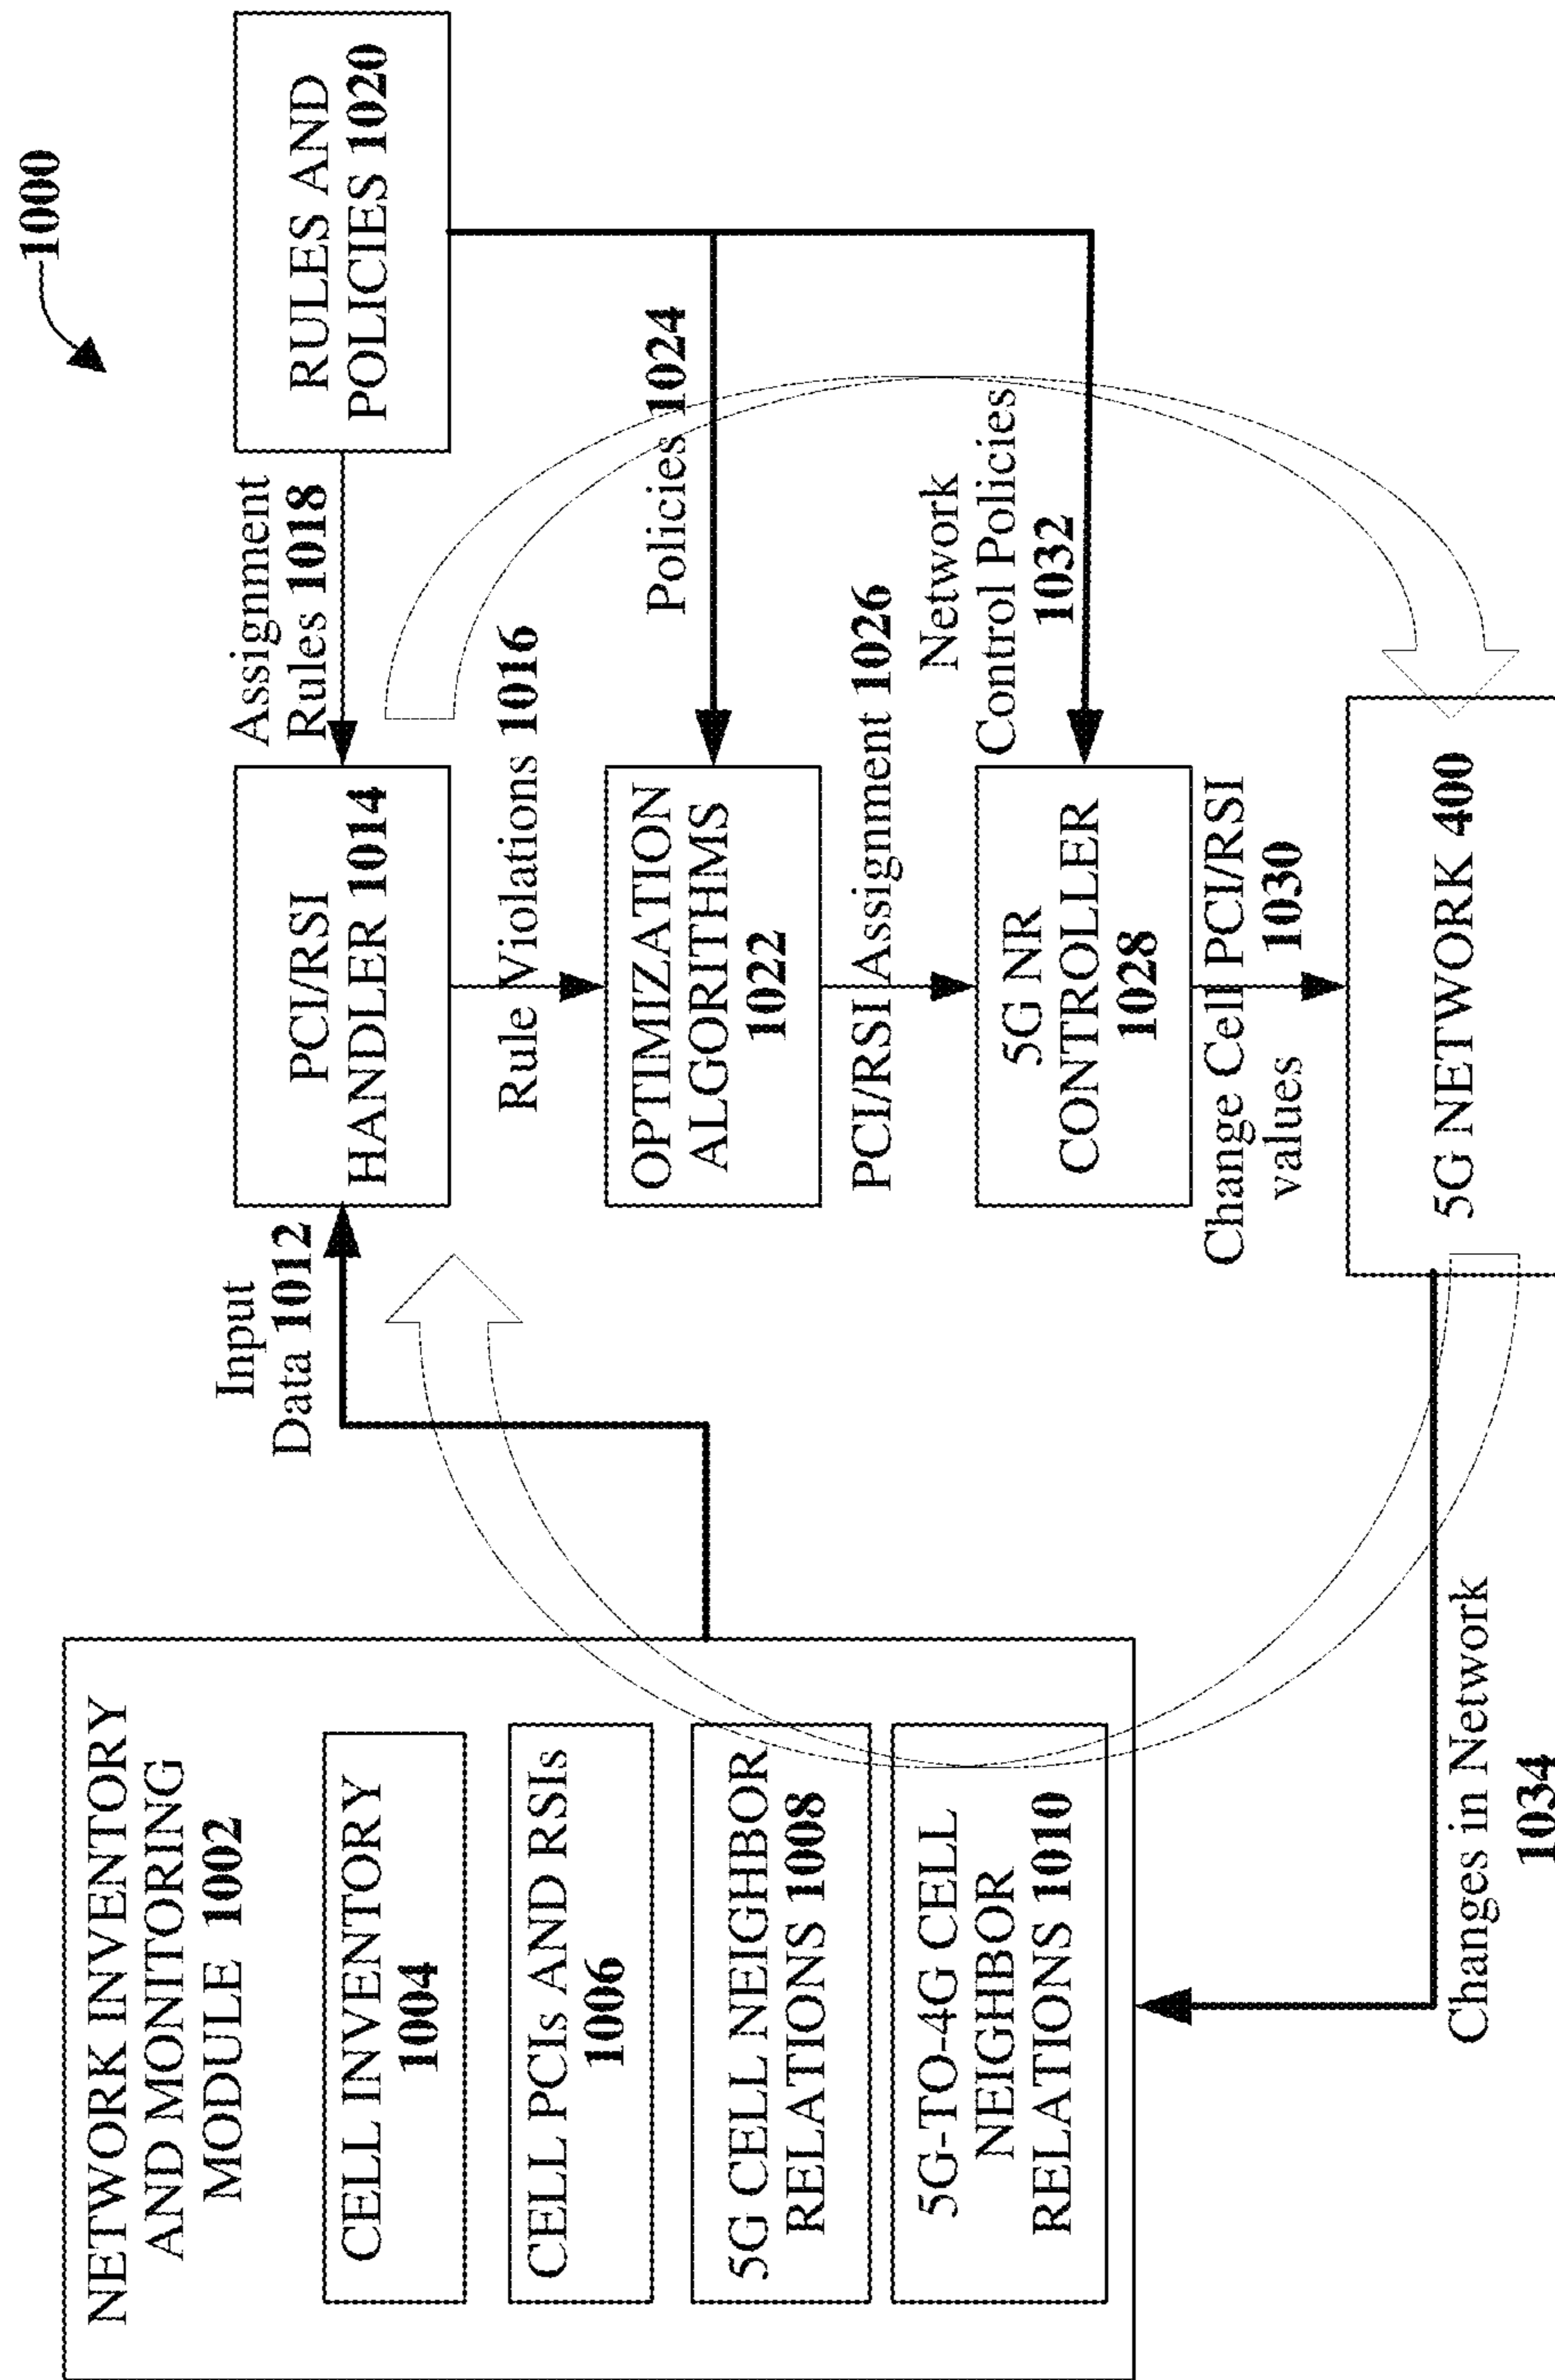 1000
NETWORK INVENTORY
AND MONITORING
MODULE 1002
CELL INVENTORY
1004
CELL PCIs AND RSIs
1006
5G CELL NEIGHBOR
RELATIONS 1008
5G-TO-4G CELL
NEIGHBOR
RELATIONS 1010
Input
Data 1012
PCI/RSI
HANDLER 1014
Assignment
Rules 1018
RULES AND
POLICIES 1020
Rule Violations 1016
Policies 1024
OPTIMIZATION
ALGORITHMS
1022
PCI/RSI Assignment 1026
Network
Control Policies
1032
5G NR
CONTROLLER
1028
Change Cell PCI/RSI
values 1030
5G NETWORK 400
Changes in Network
1034